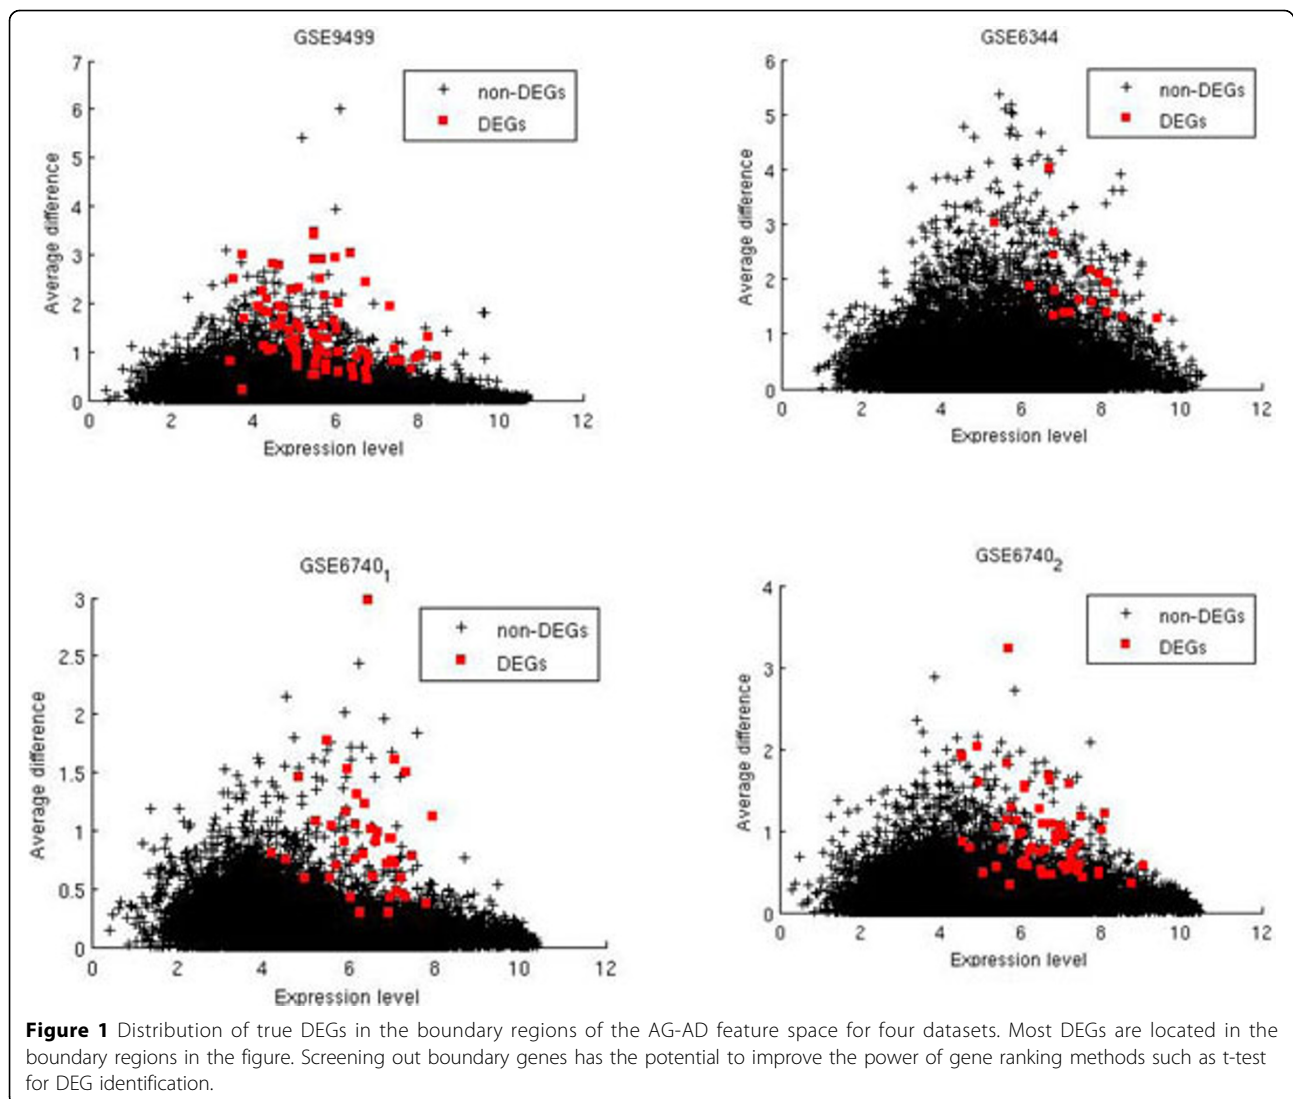 GSE9499
7
6
5
4
3
2
1
0
0 2 4 6 8 10 12
Average difference
Expression level
non-DEGs
DEGs
GSE6344
6
5
4
3
2
1
0
0 2 4 6 8 10 12
Average difference
Expression level
non-DEGs
DEGs
GSE6740₁
3
2.5
2
1.5
1
0.5
0
0 2 4 6 8 10 12
Average difference
Expression level
non-DEGs
DEGs
GSE6740₂
4
3
2
1
0
0 2 4 6 8 10 12
Average difference
Expression level
non-DEGs
DEGs
Figure 1 Distribution of true DEGs in the boundary regions of the AG-AD feature space for four datasets. Most DEGs are located in the
boundary regions in the figure. Screening out boundary genes has the potential to improve the power of gene ranking methods such as t-test
for DEG identification.